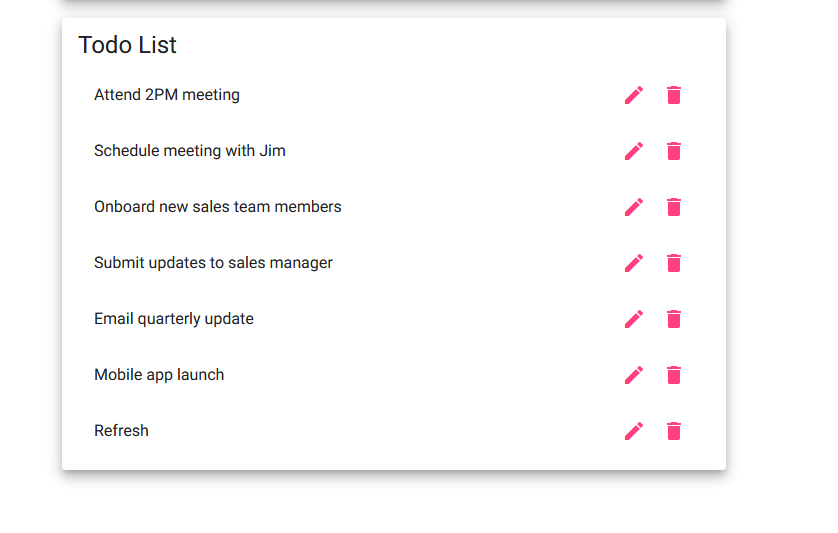 Todo List
Attend 2PM meeting
Schedule meeting with Jim
Onboard new sales team members
Submit updates to sales manager
Email quarterly update
Mobile app launch
Refresh